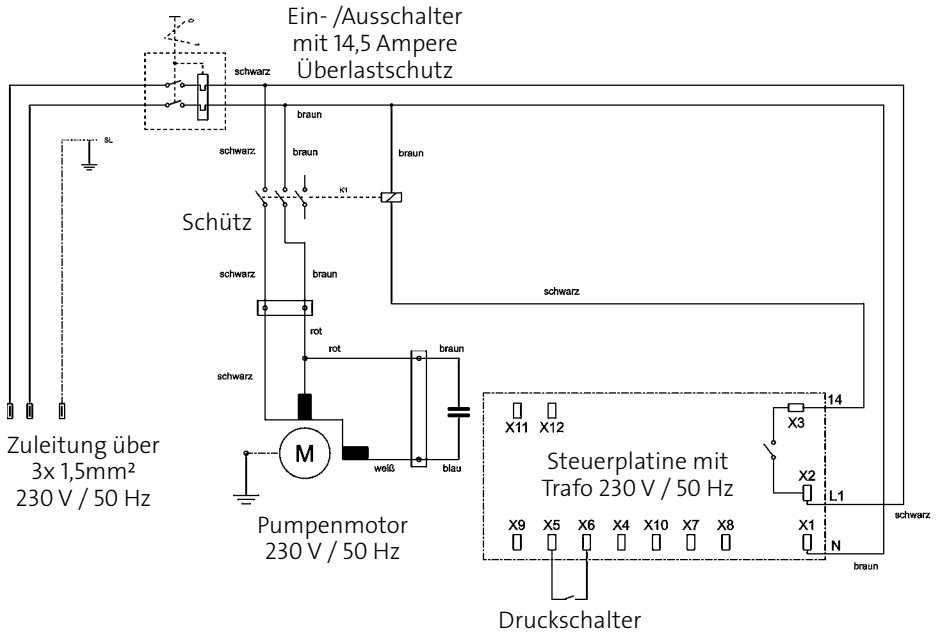 Ein- /Ausschalter
mit 14,5 Ampere
Überlastschutz
schwarz
braun
SL
schwarz
braun
braun
K1
Schütz
schwarz
braun
schwarz
rot
rot
braun
schwarz
14
X11
X12
X3
M
Zuleitung über
3x 1,5mm²
230 V / 50 Hz
weiß
blau
Steuerplatine mit
Trafo 230 V / 50 Hz
X2
L1
schwarz
Pumpenmotor
230 V / 50 Hz
X9
X5
X6
X4
X10
X7
X8
X1
N
braun
Druckschalter